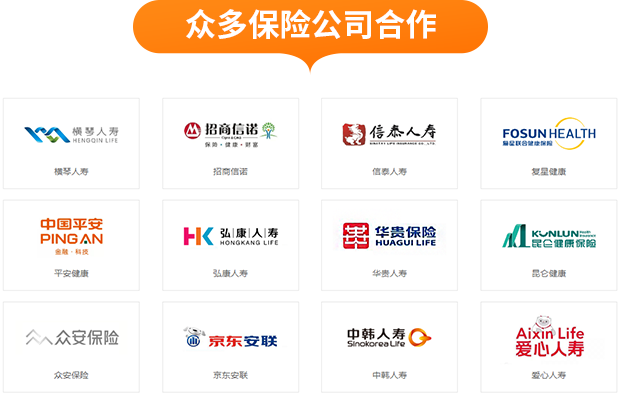 众多保险公司合作
横琴人寿
HENGQIN LIFE
横琴人寿
招商信诺
保险·健康·财富
招商信诺
信泰人寿
信泰人寿
FOSUN HEALTH
复星联合健康保险
复星健康
中国平安
PING AN
金融·科技
平安健康
弘康人寿
HONGKANG LIFE
弘康人寿
华贵保险
HUAGUI LIFE
华贵人寿
KUNLUN Health Insurance
昆仑健康保险
昆仑健康
众安保险
众安保险
京东安联
京东安联
中韩人寿
Sinokorea Life
中韩人寿
Aixin Life
爱心人寿
爱心人寿